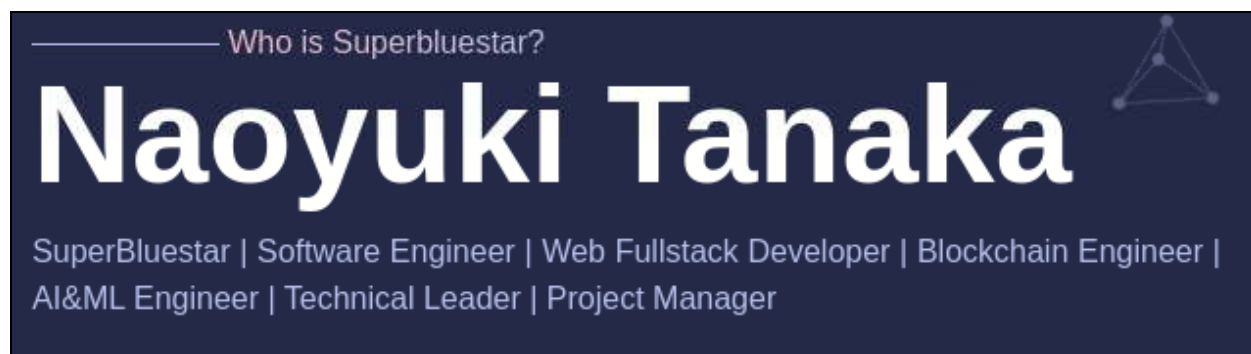 Who is Superbluestar?
Naoyuki Tanaka
SuperBluestar | Software Engineer | Web Fullstack Developer | Blockchain Engineer |
AI&ML Engineer | Technical Leader | Project Manager